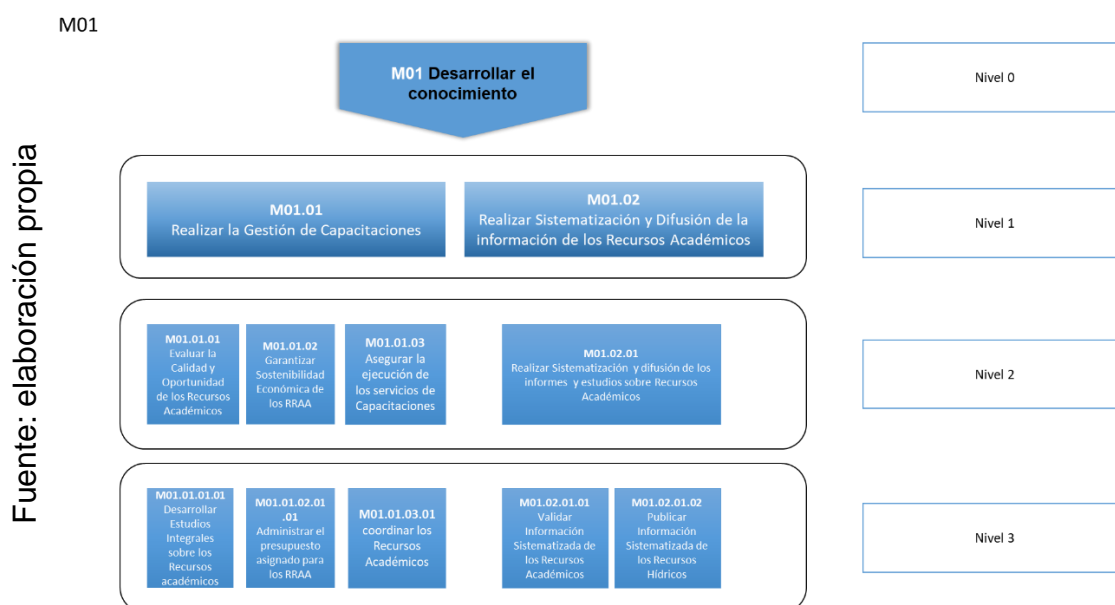 M01
M01 Desarrollar el
conocimiento
Nivel 0
Fuente: elaboración propia
M01.01
Realizar la Gestión de Capacitaciones
M01.02
Realizar Sistematización y Difusión de la
información de los Recursos Académicos
Nivel 1
M01.01.01
Evaluar la
Calidad y
Oportunidad
de los Recursos
Académicos
M01.01.02
Garantizar
Sostenibilidad
Económica de
los RRAA
M01.01.03
Asegurar la
ejecución de
los servicios de
Capacitaciones
M01.02.01
Realizar Sistematización y difusión de los
informes y estudios sobre Recursos
Académicos
Nivel 2
M01.01.01.01
Desarrollar
Estudios
Integrales
sobre los
Recursos
académicos
M01.01.02.01
.01
Administrar el
presupuesto
asignado para
los RRAA
M01.01.03.01
coordinar los
Recursos
Académicos
M01.02.01.01
Validar
Información
Sistematizada de
los Recursos
Académicos
M01.02.01.02
Publicar
Información
Sistematizada de
los Recursos
Hídricos
Nivel 3